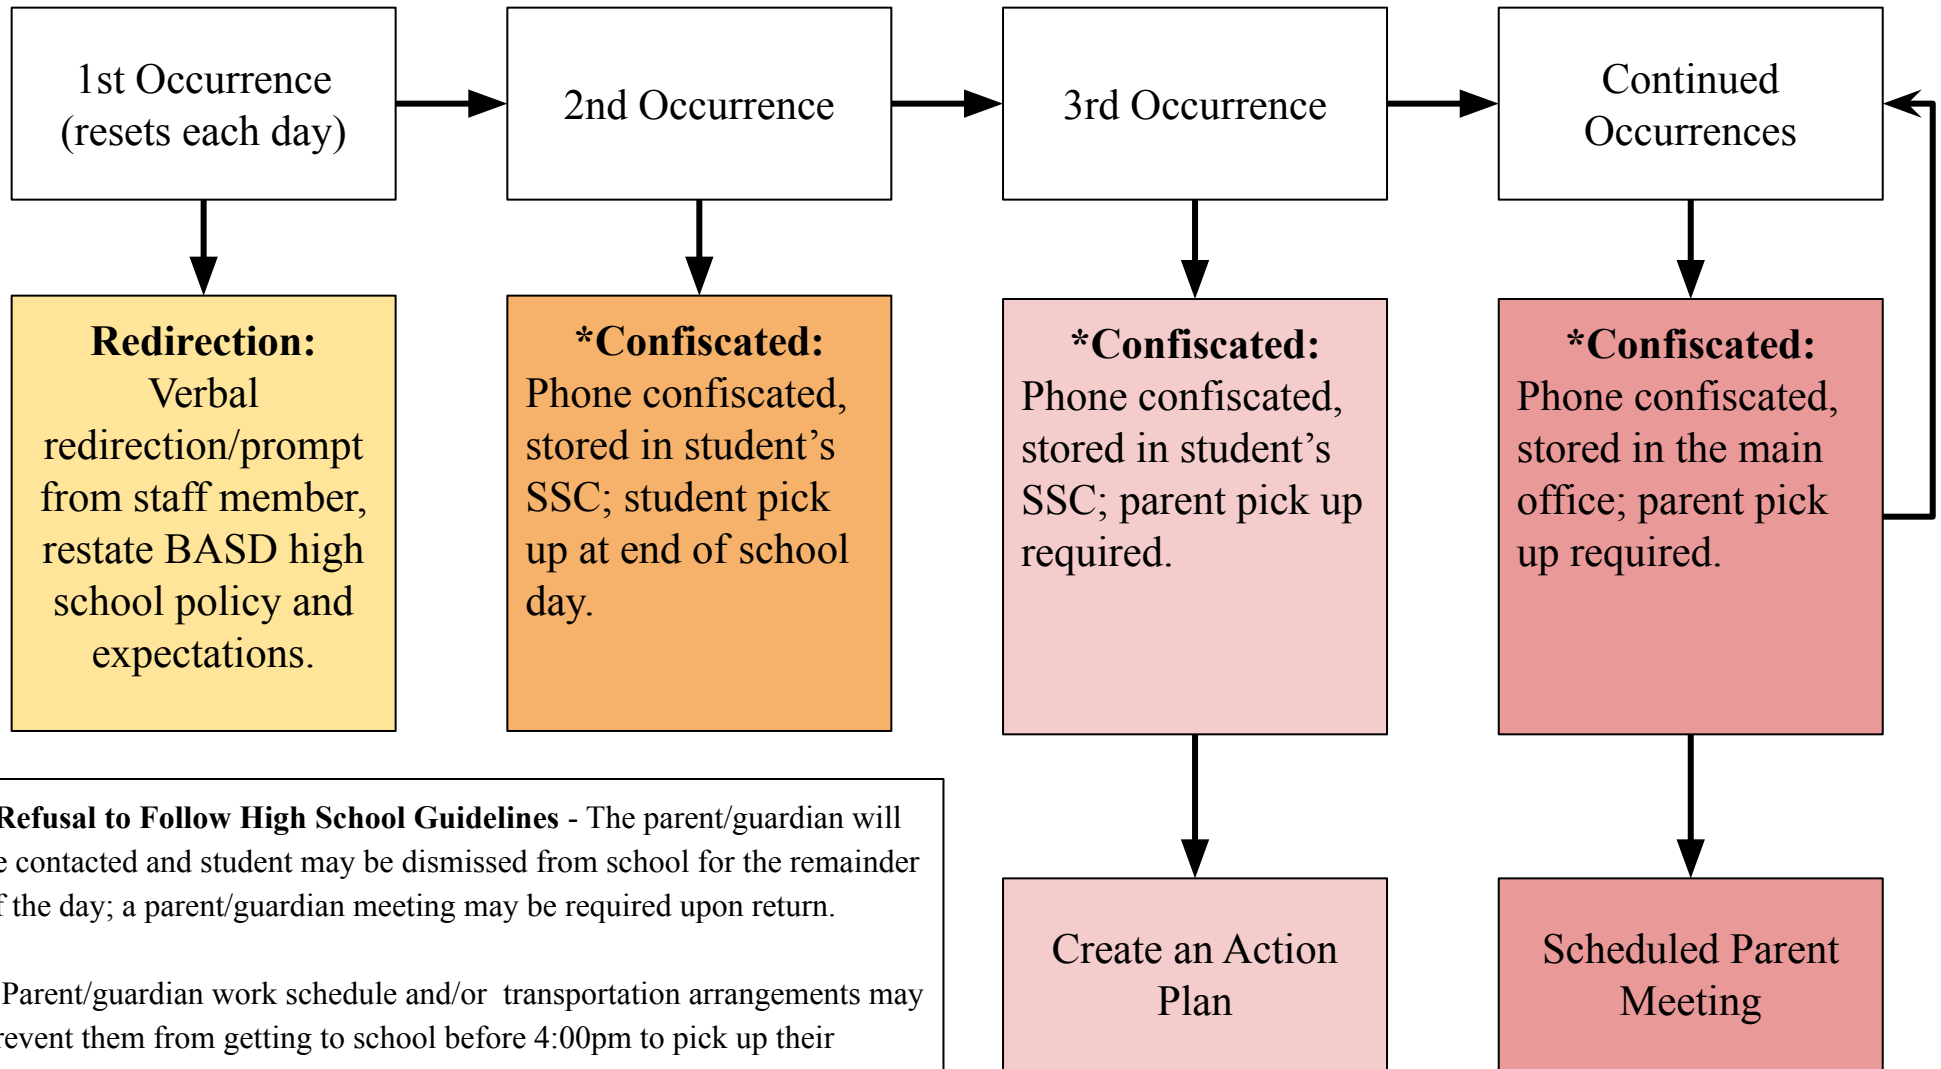 1st Occurrence
(resets each day)
2nd Occurrence
3rd Occurrence
Continued
Occurrences
Redirection:
Verbal
redirection/prompt
from staff member,
restate BASD high
school policy and
expectations.
*Confiscated:
Phone confiscated,
stored in student’s
SSC; student pick
up at end of school
day.
*Confiscated:
Phone confiscated,
stored in student’s
SSC; parent pick up
required.
*Confiscated:
Phone confiscated,
stored in the main
office; parent pick
up required.
Refusal to Follow High School Guidelines - The parent/guardian will
e contacted and student may be dismissed from school for the remainder
f the day; a parent/guardian meeting may be required upon return.
Parent/guardian work schedule and/or transportation arrangements may
revent them from getting to school before 4:00pm to pick up their
Create an Action
Plan
Scheduled Parent
Meeting